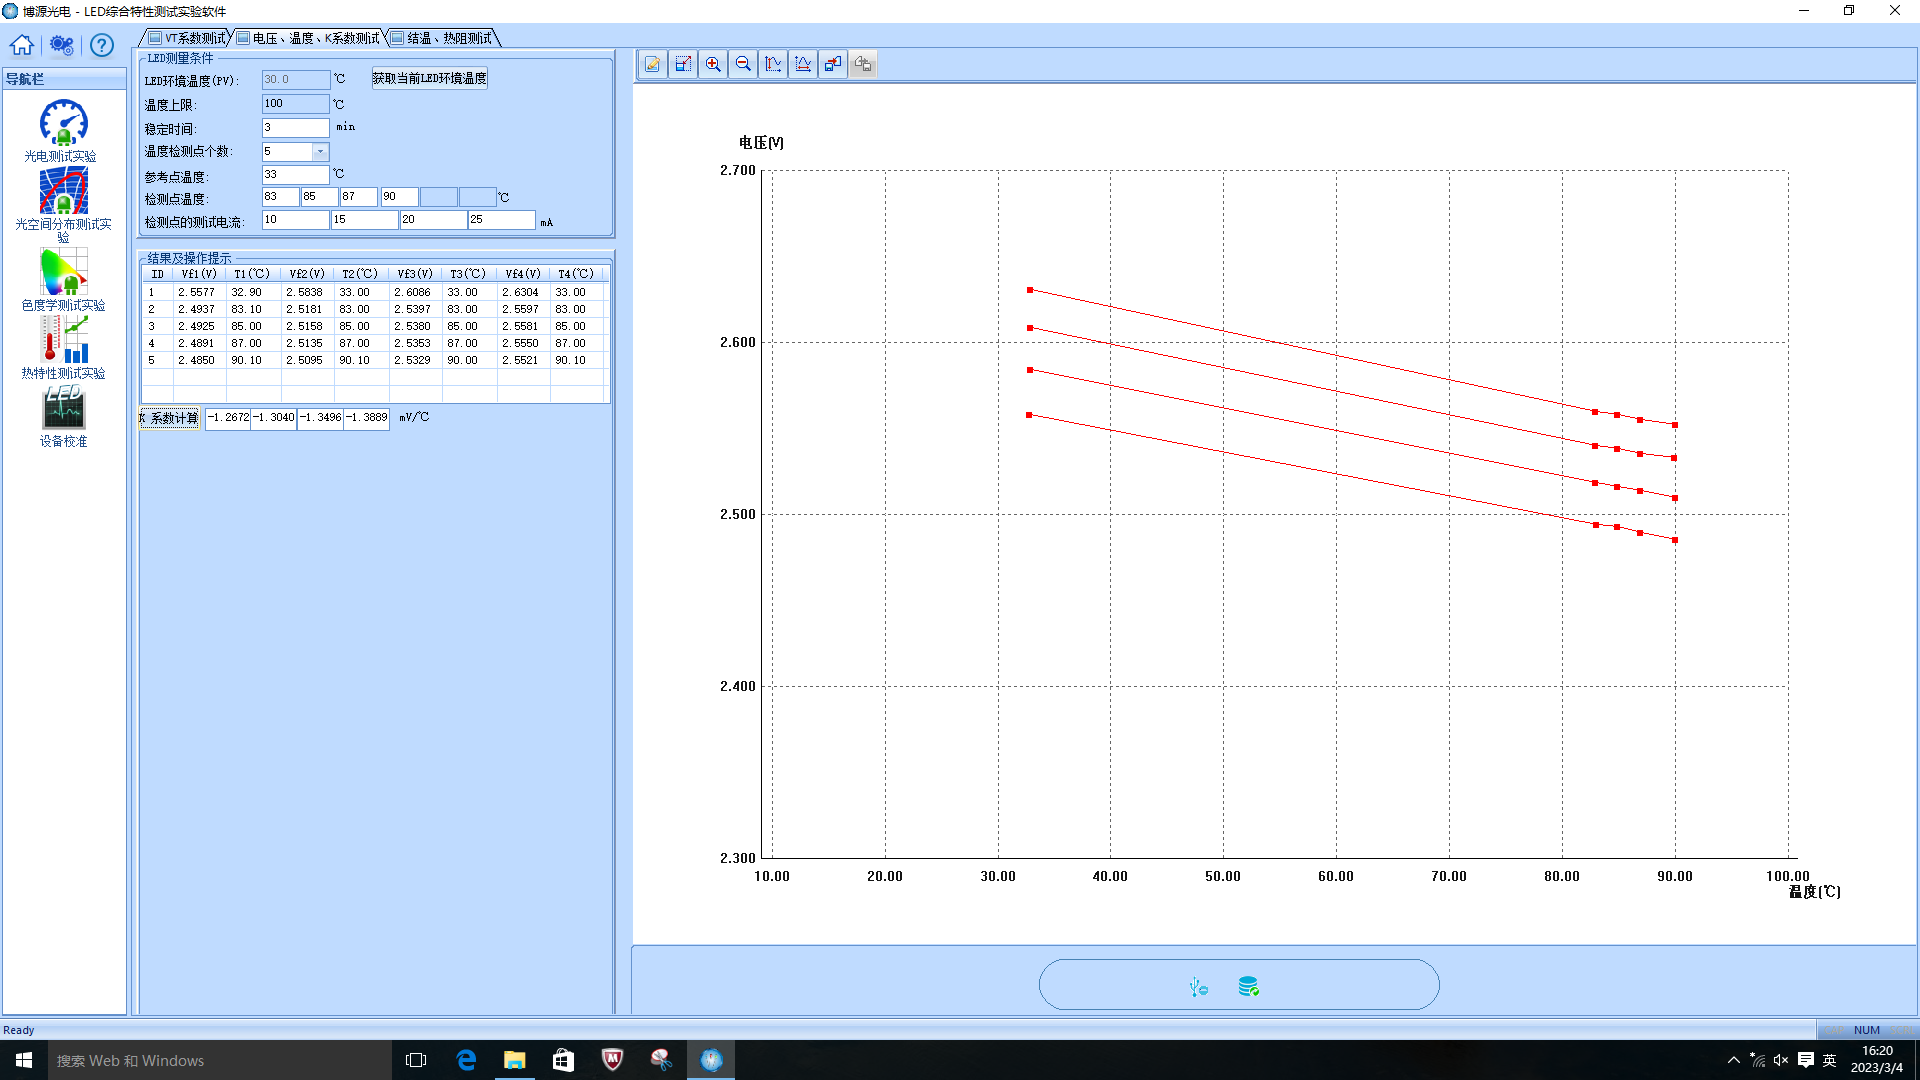 博源光电 - LED综合特性测试实验软件
VT系数测试 电压、温度、K系数测试 结温、热阻测试
导航栏
光电测试实验
光空间分布测试实
验
色度学测试实验
热特性测试实验
LED
设备校准
LED测量条件
LED环境温度(PV): 30.0 ℃ 获取当前LED环境温度
温度上限: 100 ℃
稳定时间: 3 min
温度检测点个数: 5
参考点温度: 33 ℃
检测点温度: 83 85 87 90 ℃
检测点的测试电流: 10 15 20 25 mA
结果及操作提示
ID Vf1(V) T1(℃) Vf2(V) T2(℃) Vf3(V) T3(℃) Vf4(V) T4(℃)
1 2.5577 32.90 2.5838 33.00 2.6086 33.00 2.6304 33.00
2 2.4937 83.10 2.5181 83.00 2.5397 83.00 2.5597 83.00
3 2.4925 85.00 2.5158 85.00 2.5380 85.00 2.5581 85.00
4 2.4891 87.00 2.5135 87.00 2.5353 87.00 2.5550 87.00
5 2.4850 90.10 2.5095 90.10 2.5329 90.00 2.5521 90.10
K 系数计算 -1.2672 -1.3040 -1.3496 -1.3889 mV/℃
电压(V)
2.700
2.600
2.500
2.400
2.300
10.00 20.00 30.00 40.00 50.00 60.00 70.00 80.00 90.00 100.00
温度(℃)
Ready
NUM
搜索 Web 和 Windows
英
16:20
2023/3/4